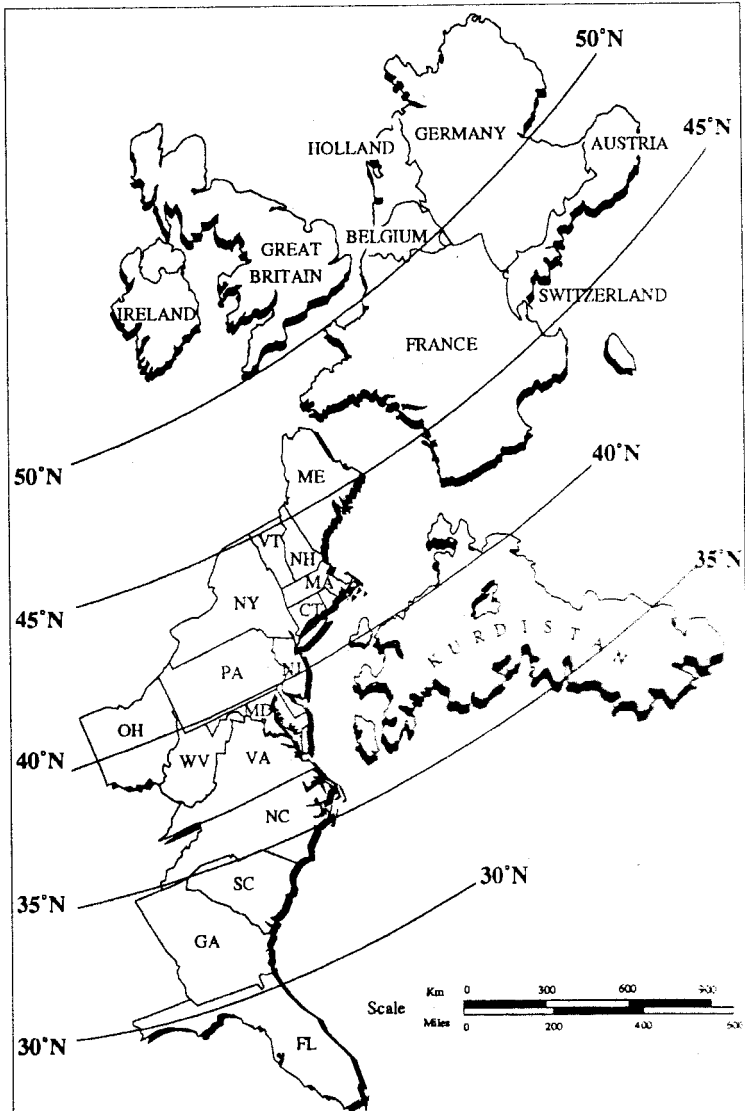 50°N
45°N
HOLLAND
GERMANY
AUSTRIA
BELGIUM
GREAT
BRITAIN
IRELAND
SWITZERLAND
FRANCE
50°N
40°N
ME
35°N
VT
NH
MA
NY
CT
45°N
KURDISTAN
PA
NJ
MD
OH
WV
VA
40°N
NC
SC
30°N
35°N
GA
Km 0 300 600 900
Scale
Miles 0 200 400
FL
30°N